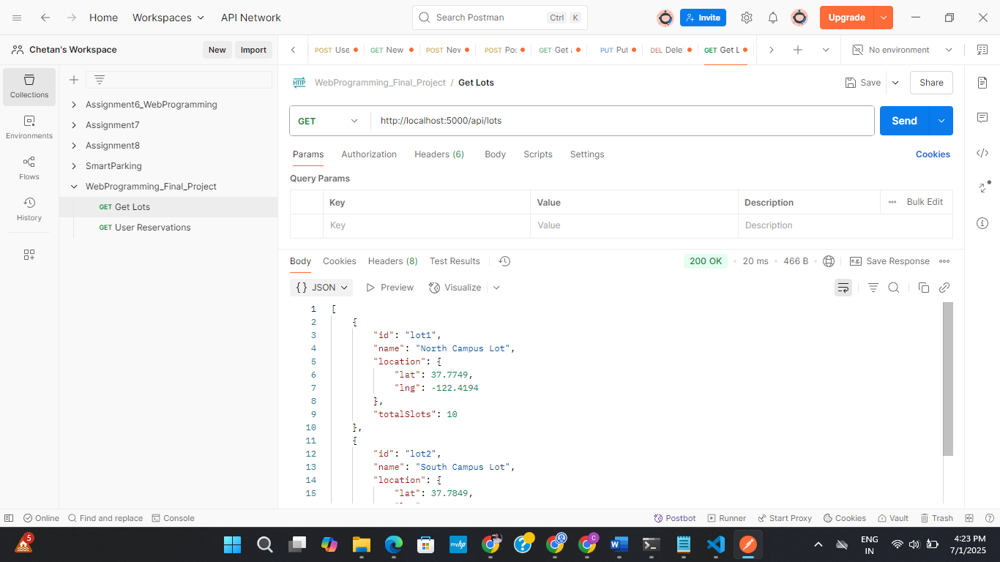 Home Workspaces API Network Search Postman Ctrl K Invite Upgrade
Chetan's Workspace New Import POST Use GET New POST Nev POST Po: GET Get PUT Put DEL Dele GET Get L No environment
Collections
Environments
Flows
History
Assignment6_WebProgramming
Assignment7
Assignment8
SmartParking
WebProgramming_Final_Project
GET Get Lots
GET User Reservations
HTTP WebProgramming_Final_Project / Get Lots Save Share
GET http://localhost:5000/api/lots Send
Params Authorization Headers (6) Body Scripts Settings Cookies
Query Params
Key Value Description Bulk Edit
Key Value Description
Body Cookies Headers (8) Test Results 200 OK 20 ms 466 B e.g. Save Response
{} JSON Preview Visualize
1 [
2 {
3 "id": "lot1",
4 "name": "North Campus Lot",
5 "location": {
6 "lat": 37.7749,
7 "lng": -122.4194
8 },
9 "totalSlots": 10
10 },
11 {
12 "id": "lot2",
13 "name": "South Campus Lot",
14 "location": {
15 "lat": 37.7849,
Online Find and replace Console Postbot Runner Start Proxy Cookies Vault Trash
5 myhp C W ENG IN 4:23 PM 7/1/2025